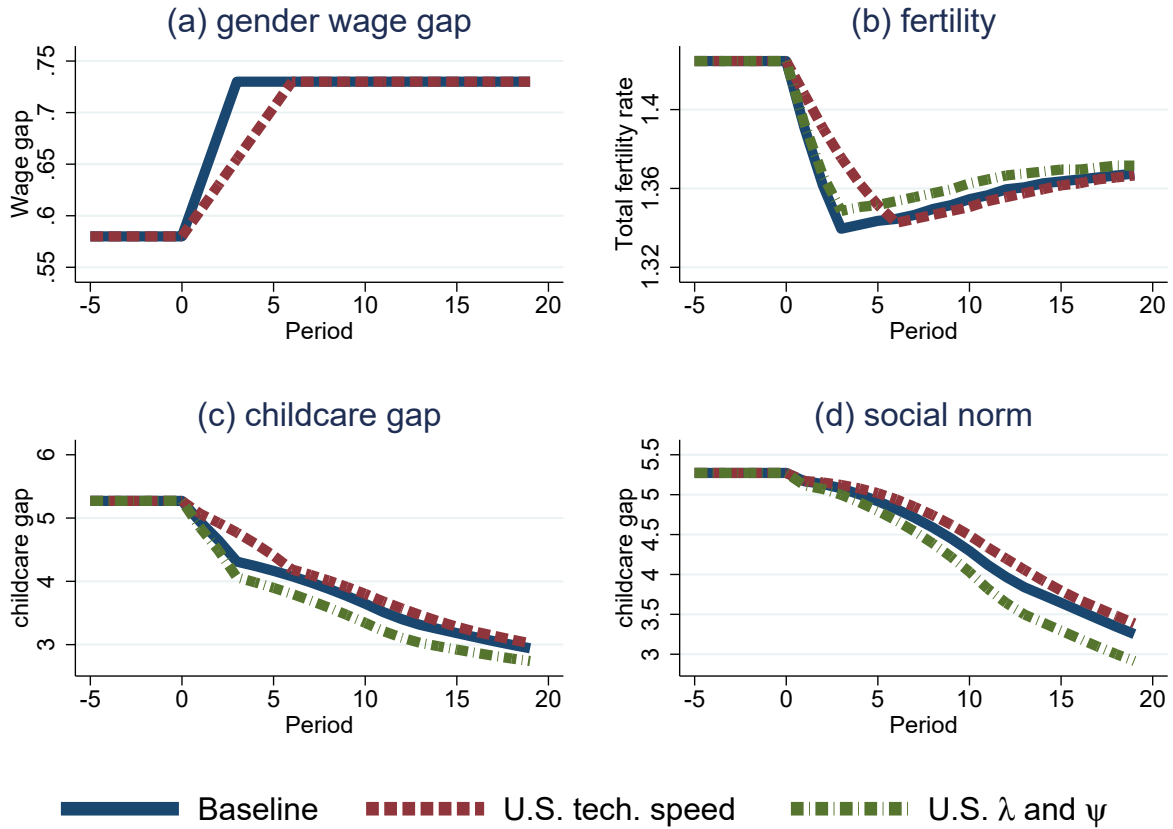 (a) gender wage gap
Wage gap
.75
.7
.65
.6
.55
-5 0 5 10 15 20
Period
(b) fertility
Total fertility rate
1.4
1.36
1.32
-5 0 5 10 15 20
Period
(c) childcare gap
childcare gap
6
5
4
3
-5 0 5 10 15 20
Period
(d) social norm
childcare gap
5.5
5
4.5
4
3.5
3
-5 0 5 10 15 20
Period
Baseline U.S. tech. speed U.S. λ and ψ